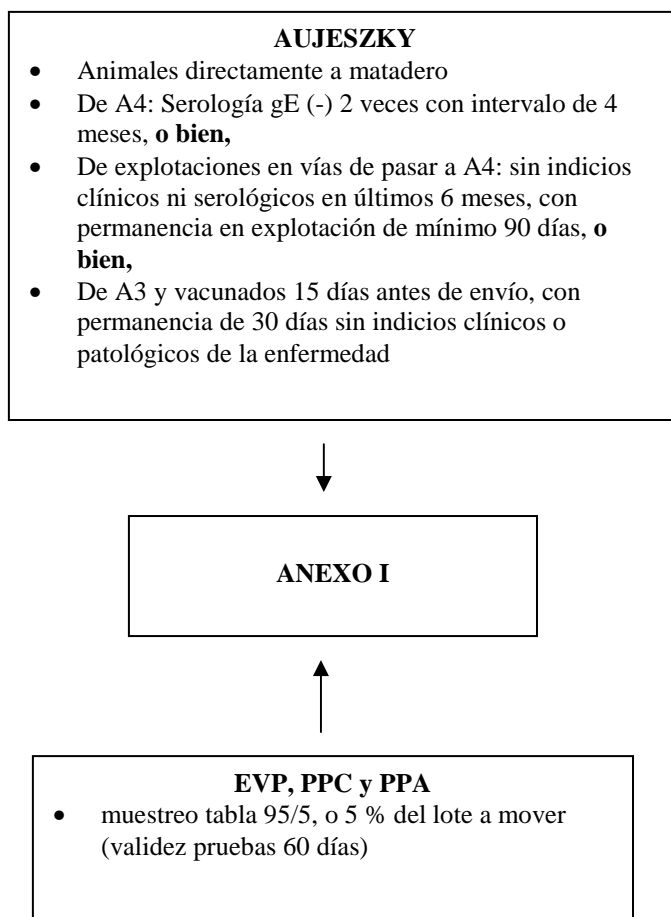 AUJESZKY
• Animales directamente a matadero
• De A4: Serología gE (-) 2 veces con intervalo de 4
meses, o bien,
• De explotaciones en vías de pasar a A4: sin indicios
clínicos ni serológicos en últimos 6 meses, con
permanencia en explotación de mínimo 90 días, o
bien,
• De A3 y vacunados 15 días antes de envío, con
permanencia de 30 días sin indicios clínicos o
patológicos de la enfermedad
ANEXO I
EVP, PPC y PPA
• muestreo tabla 95/5, o 5 % del lote a mover
(validez pruebas 60 días)